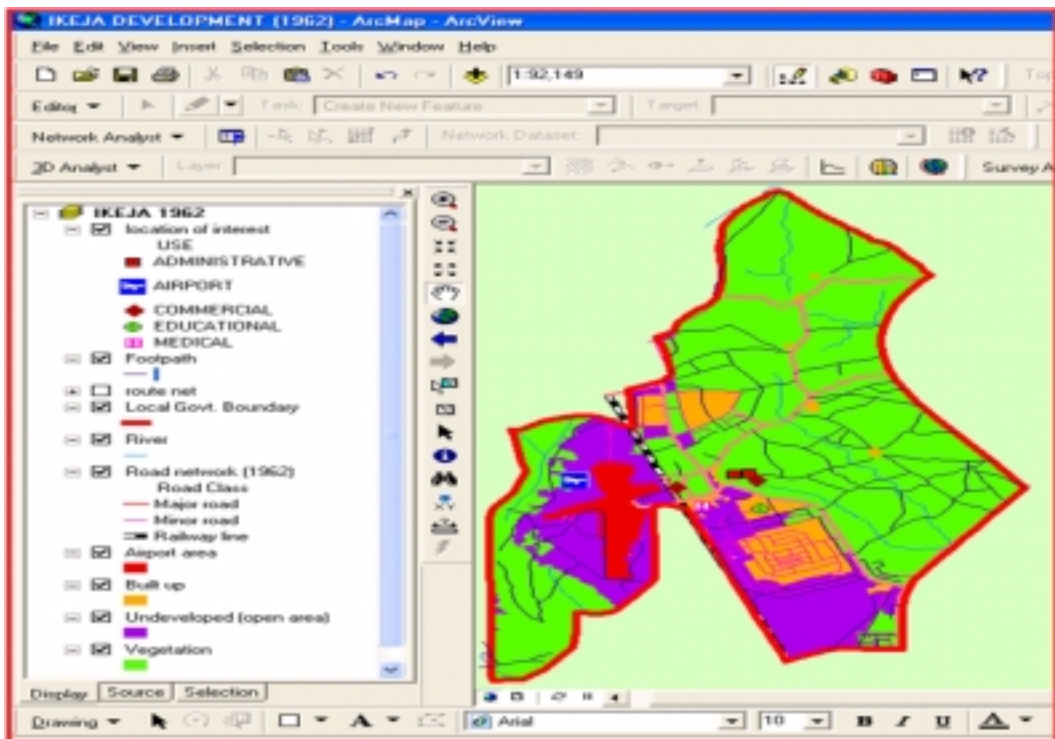 IKEJA DEVELOPMENT (1962) - ArcMap - ArcView
File Edit View Insert Selection Tools Window Help
1:92,149
Editor Task: Create New Feature Target:
Network Analyst Network Dataset:
3D Analyst Layer: Survey A
IKEJA 1962
location of interest
USE
ADMINISTRATIVE
AIRPORT
COMMERCIAL
EDUCATIONAL
MEDICAL
Footpath
route net
Local Govt. Boundary
River
Road network (1962)
Road Class
Major road
Minor road
Railway line
Airport area
Built up
Undeveloped (open area)
Vegetation
Display Source Selection
Drawing A Arial 10 B I U A